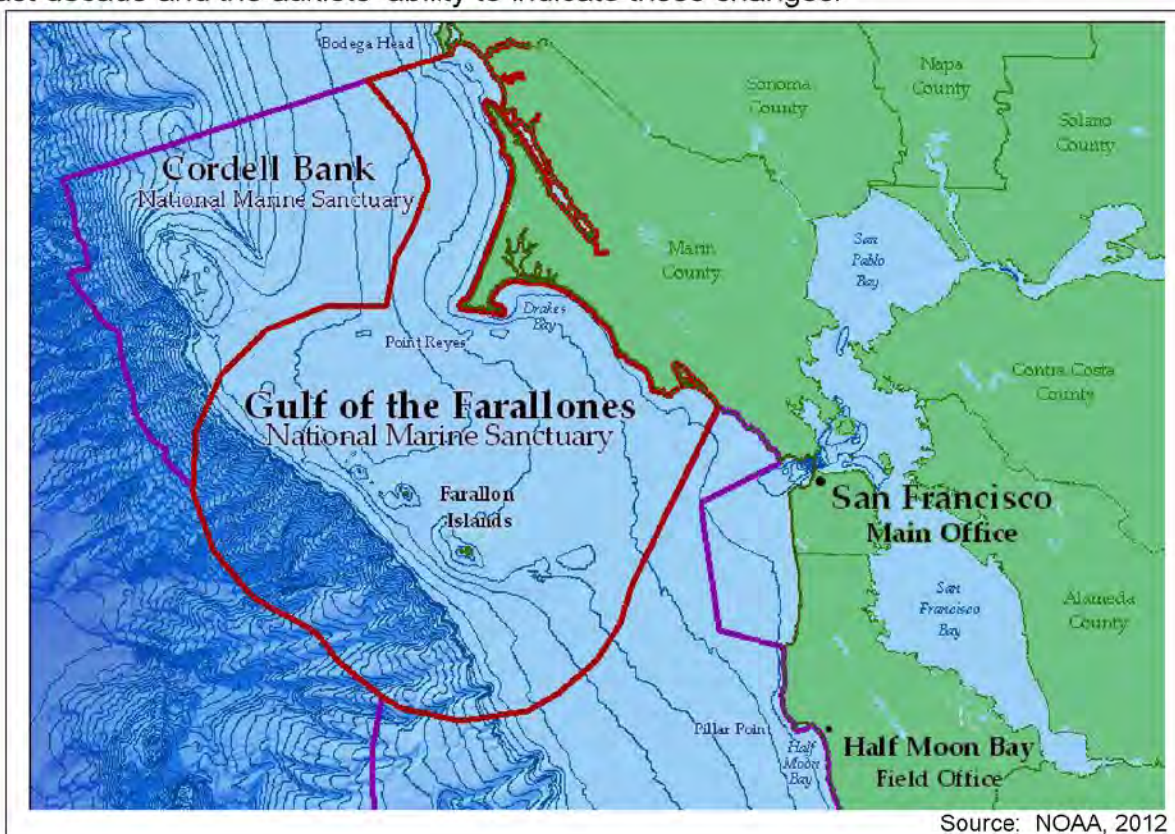 Bodega Head
Napa
County
Sonoma
County
Solano
County
Cordell Bank
National Marine Sanctuary
Marin
County
San
Pablo
Bay
Drakes
Bay
Point Reyes
Contra Costa
County
Gulf of the Farallones
National Marine Sanctuary
Farallon
Islands
San Francisco
Main Office
San
Francisco
Bay
Alameda
County
Pillar Point
Half
Moon
Bay
Half Moon Bay
Field Office
Source: NOAA, 2012